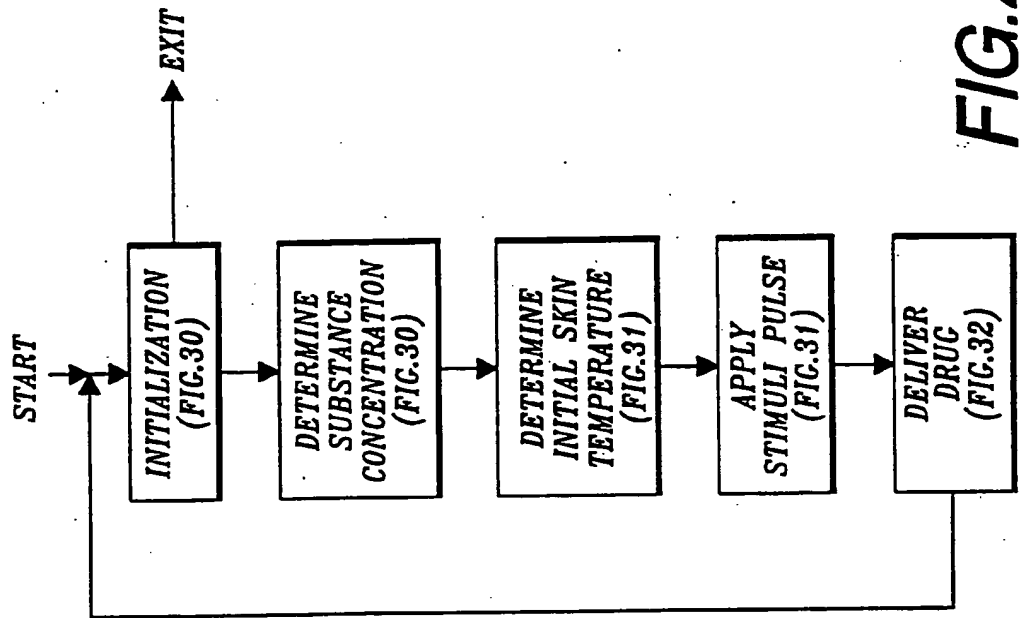 START
INITIALIZATION
(FIG.30)
EXIT
DETERMINE
SUBSTANCE
CONCENTRATION
(FIG.30)
DETERMINE
INITIAL SKIN
TEMPERATURE
(FIG.31)
APPLY
STIMULI PULSE
(FIG.31)
DELIVER
DRUG
(FIG.32)
FIG.